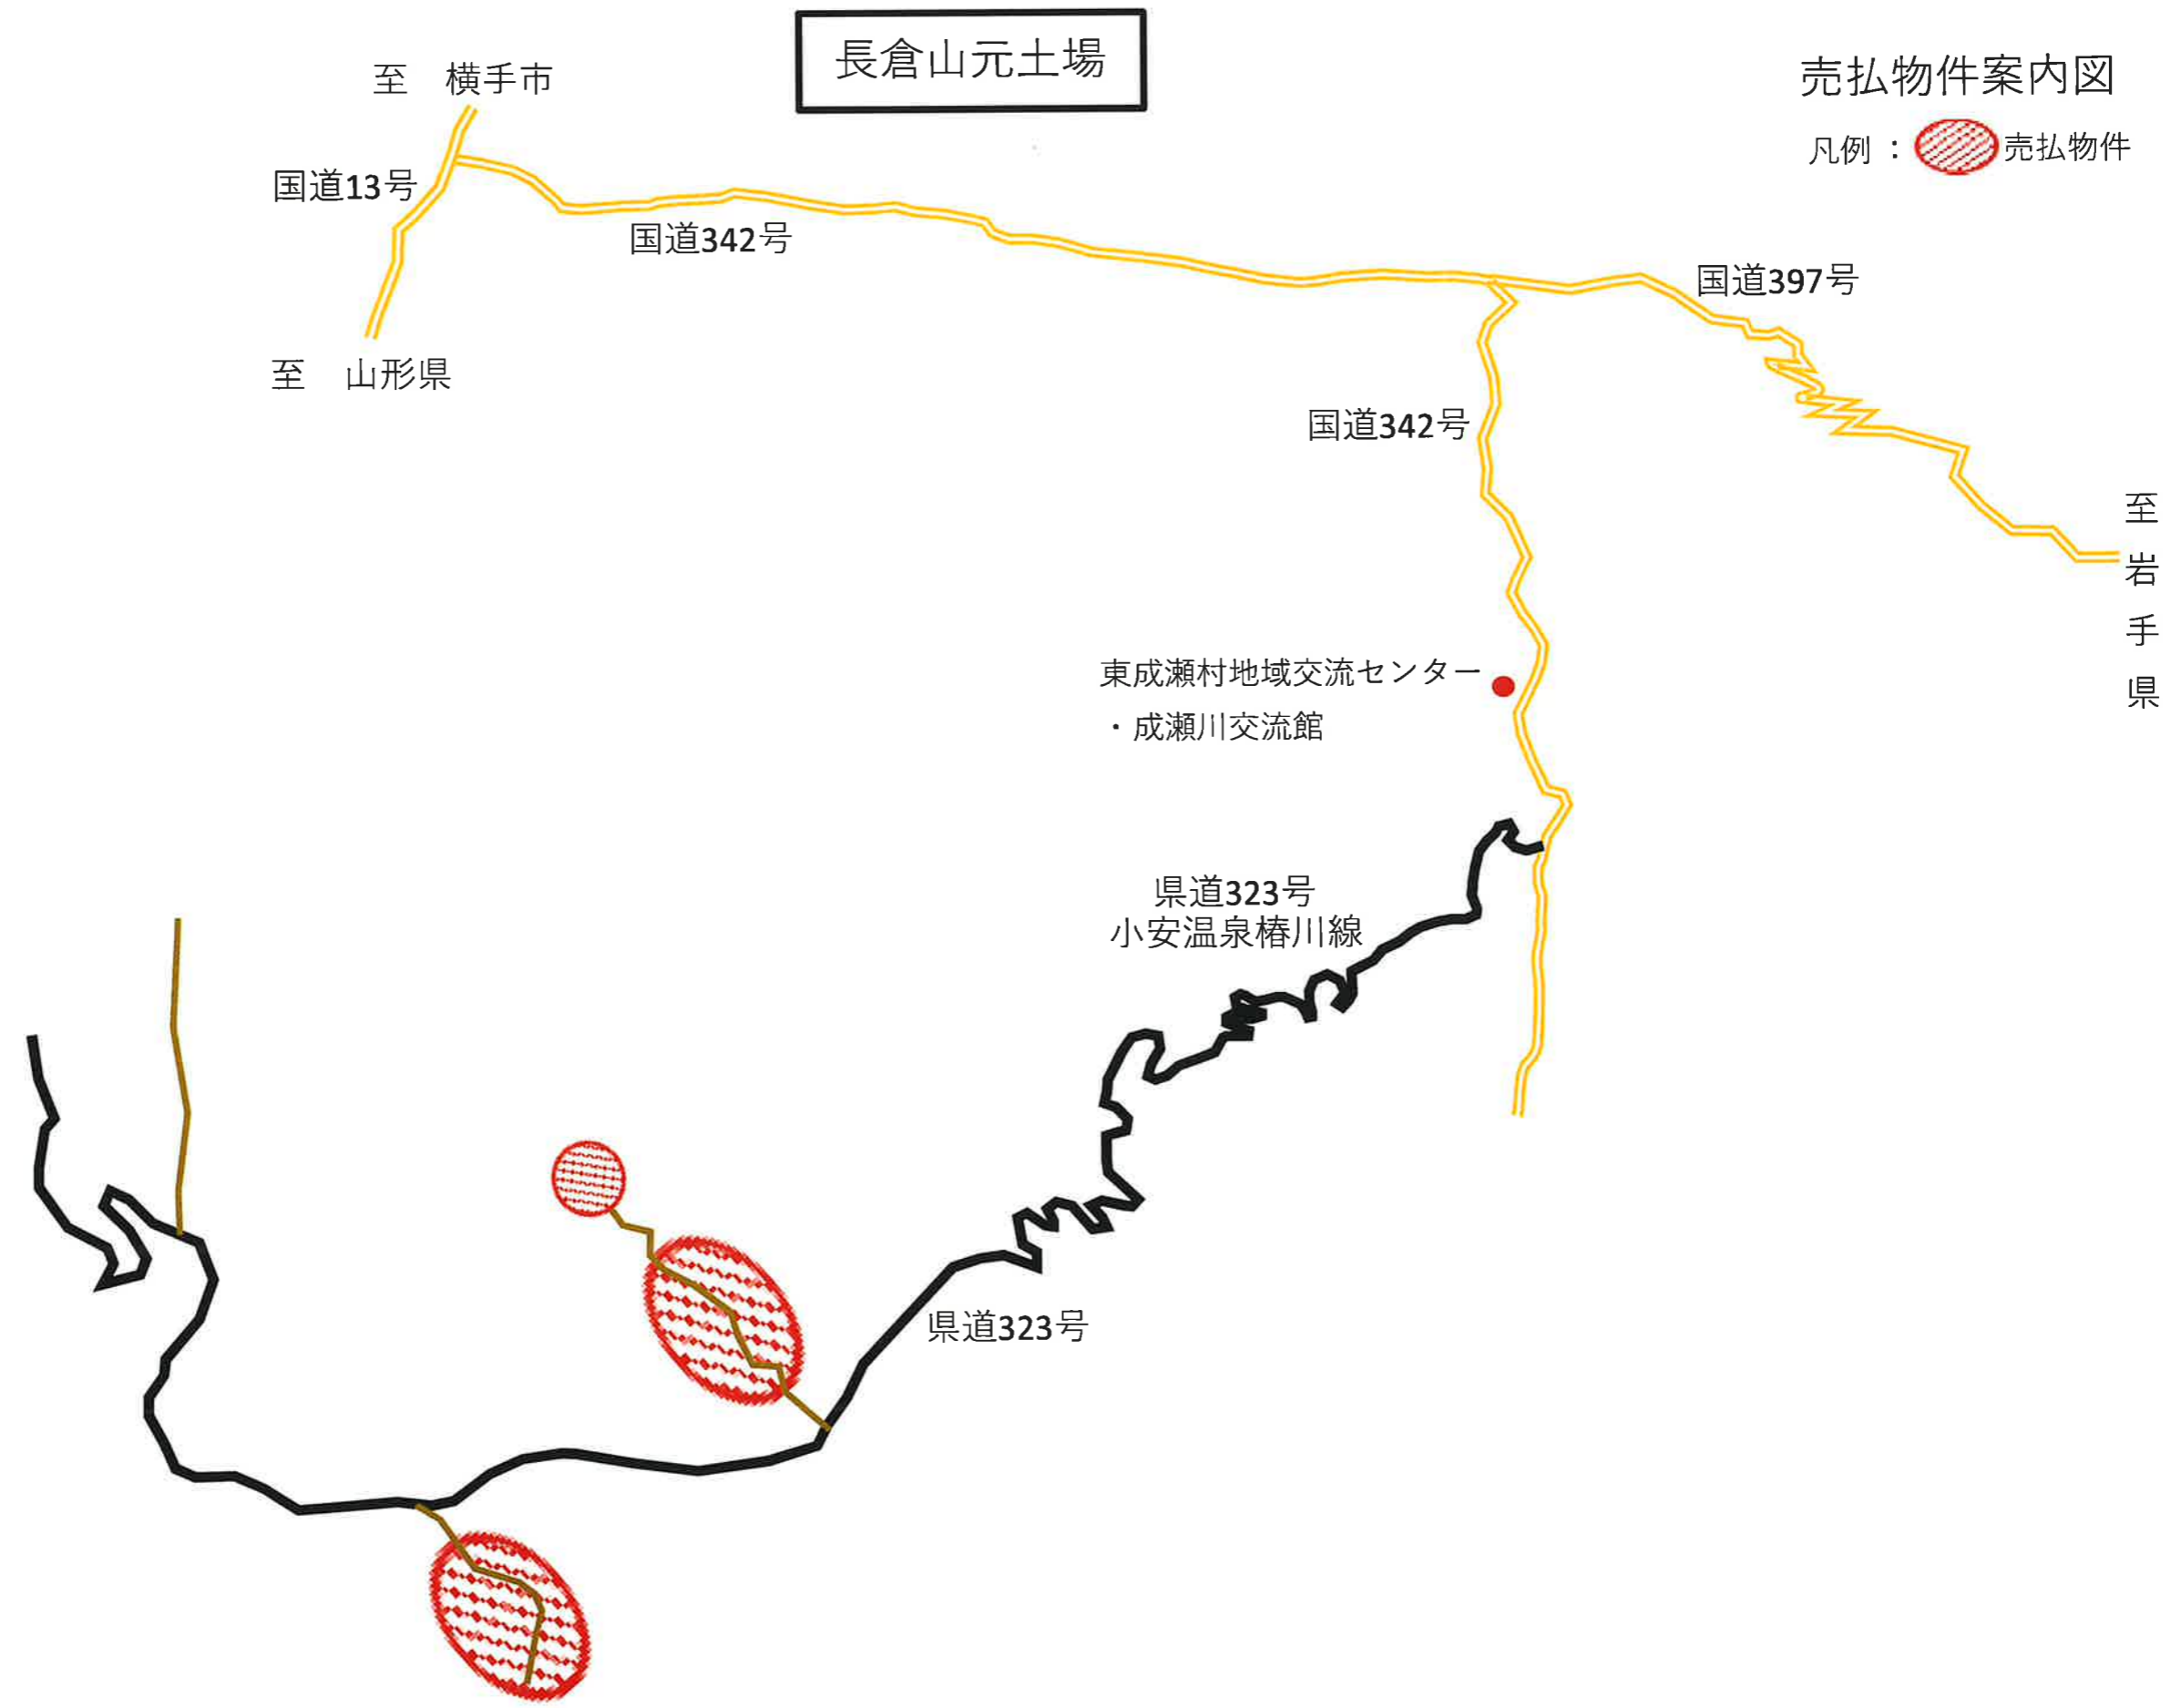 長倉山元土場
売払物件案内図
凡例：売払物件
至　横手市
国道13号
国道342号
至　山形県
国道397号
国道342号
至岩手県
東成瀬村地域交流センター
・成瀬川交流館
県道323号
小安温泉椿川線
県道323号